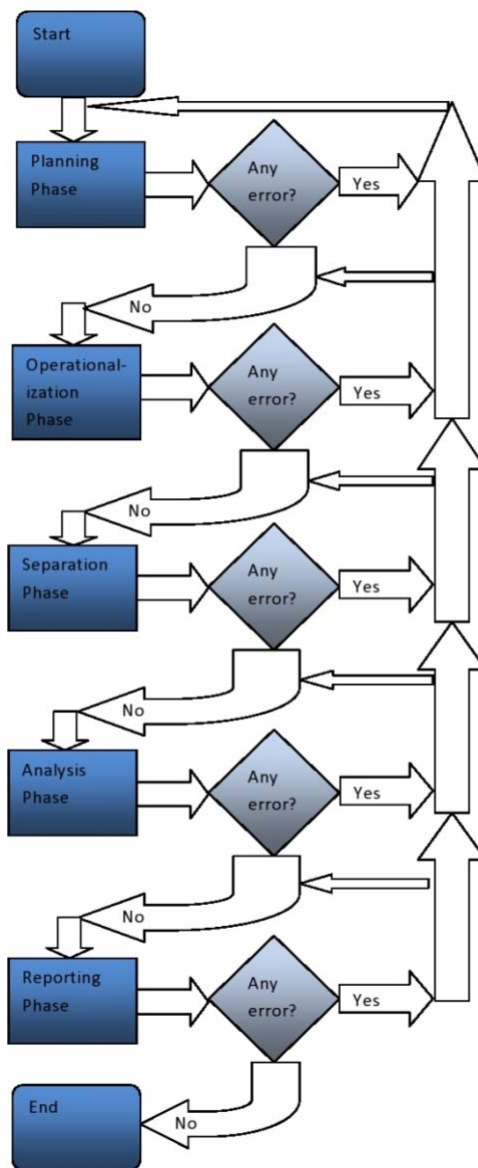 Start
Planning
Phase
Any
error?
Yes
No
Operational-
ization
Phase
Any
error?
Yes
No
Separation
Phase
Any
error?
Yes
No
Analysis
Phase
Any
error?
Yes
No
Reporting
Phase
Any
error?
Yes
No
End